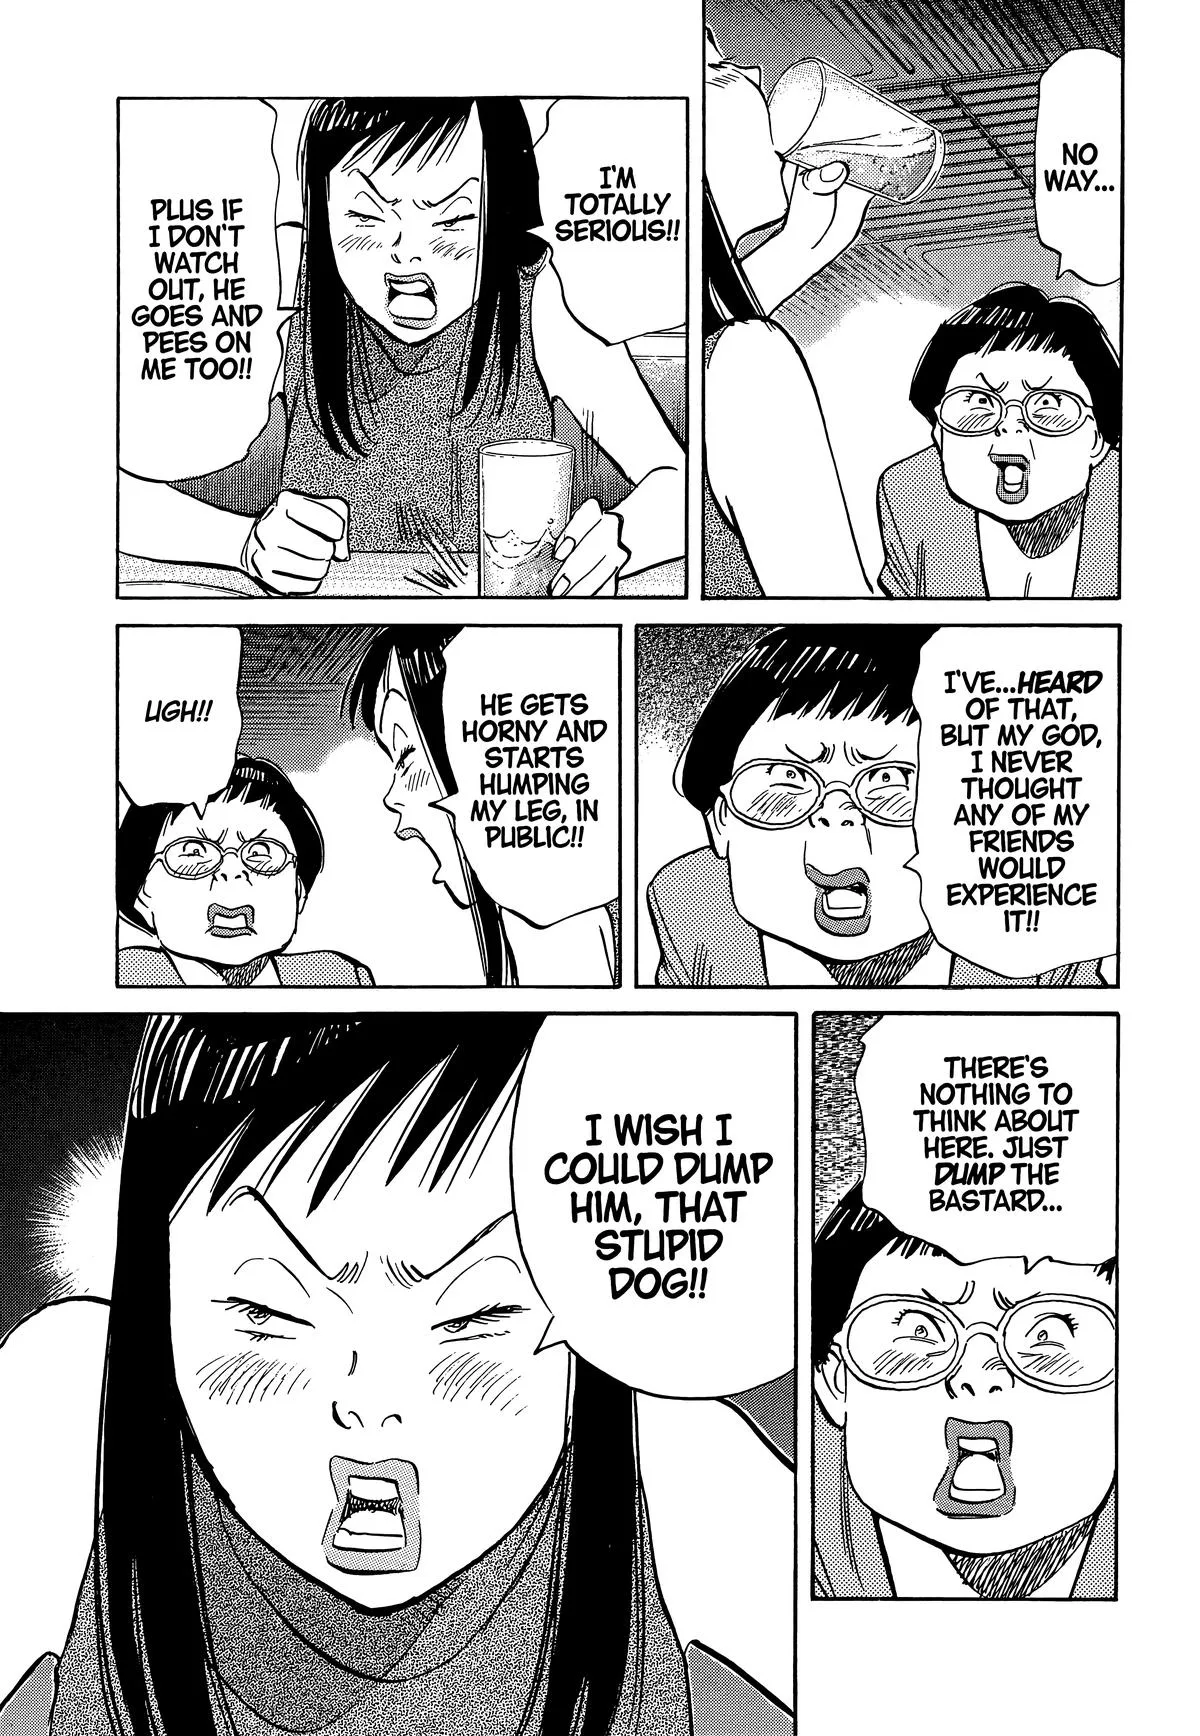 NO
WAY...
I'M
TOTALLY
SERIOUS!!
PLUS IF
I DON'T
WATCH
OUT, HE
GOES AND
PEES ON
ME TOO!!
I'VE...HEARD
OF THAT,
BUT MY GOD,
I NEVER
THOUGHT
ANY OF MY
FRIENDS
WOULD
EXPERIENCE
IT!!
HE GETS
HORNY AND
STARTS
HUMPING
MY LEG, IN
PUBLIC!!
UGH!!
THERE'S
NOTHING TO
THINK ABOUT
HERE. JUST
DUMP THE
BASTARD...
I WISH I
COULD DUMP
HIM, THAT
STUPID
DOG!!